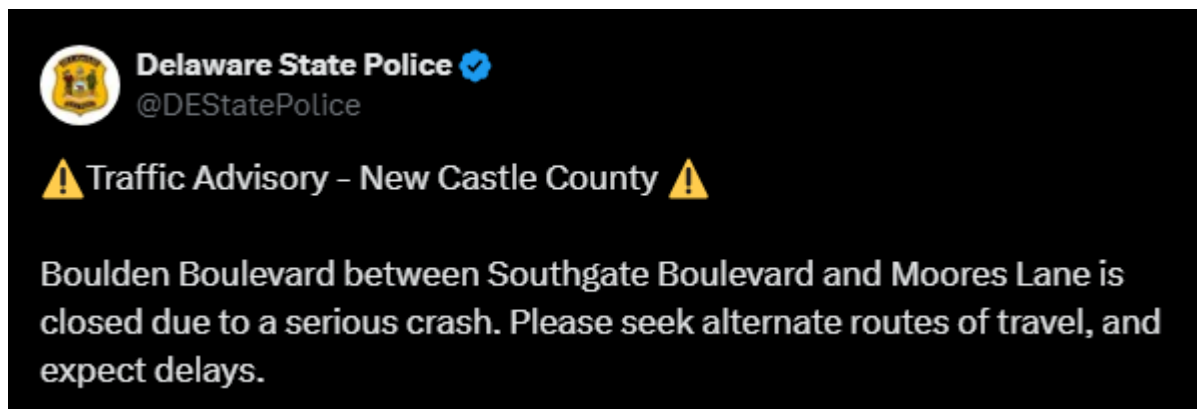 Delaware State Police
@DEStatePolice
⚠️Traffic Advisory - New Castle County ⚠️
Boulden Boulevard between Southgate Boulevard and Moores Lane is
closed due to a serious crash. Please seek alternate routes of travel, and
expect delays.